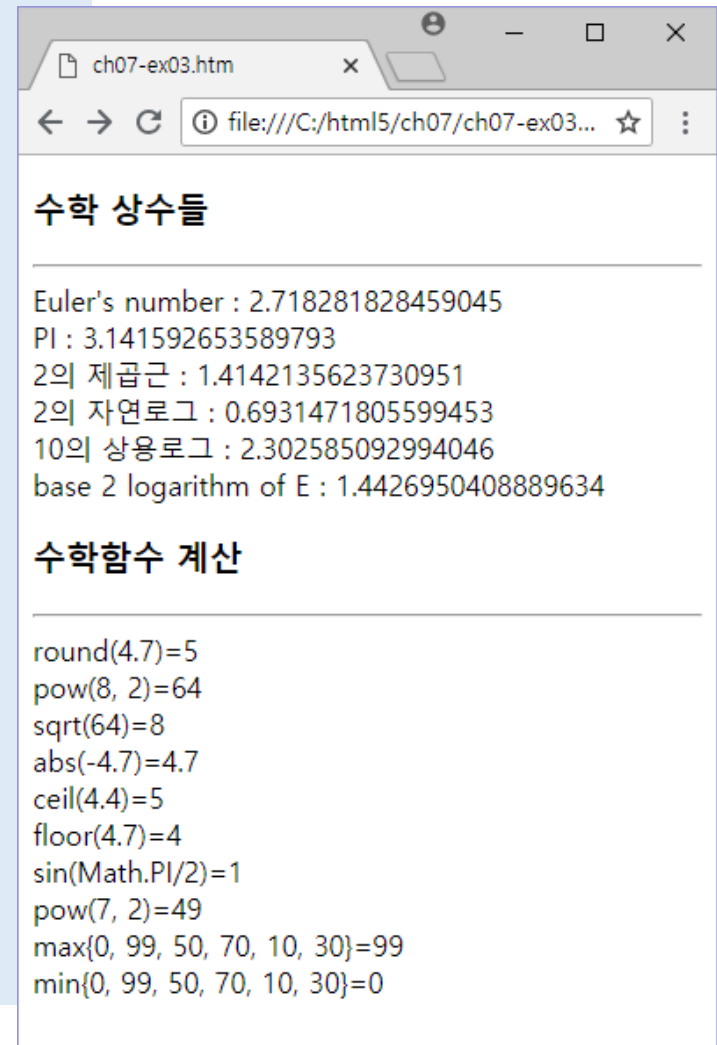 ch07-ex03.htm
file:///C:/html5/ch07/ch07-ex03...
수학 상수들
Euler's number : 2.718281828459045
PI : 3.141592653589793
2의 제곱근 : 1.4142135623730951
2의 자연로그 : 0.6931471805599453
10의 상용로그 : 2.302585092994046
base 2 logarithm of E : 1.4426950408889634
수학함수 계산
round(4.7)=5
pow(8, 2)=64
sqrt(64)=8
abs(-4.7)=4.7
ceil(4.4)=5
floor(4.7)=4
sin(Math.PI/2)=1
pow(7, 2)=49
max{0, 99, 50, 70, 10, 30}=99
min{0, 99, 50, 70, 10, 30}=0